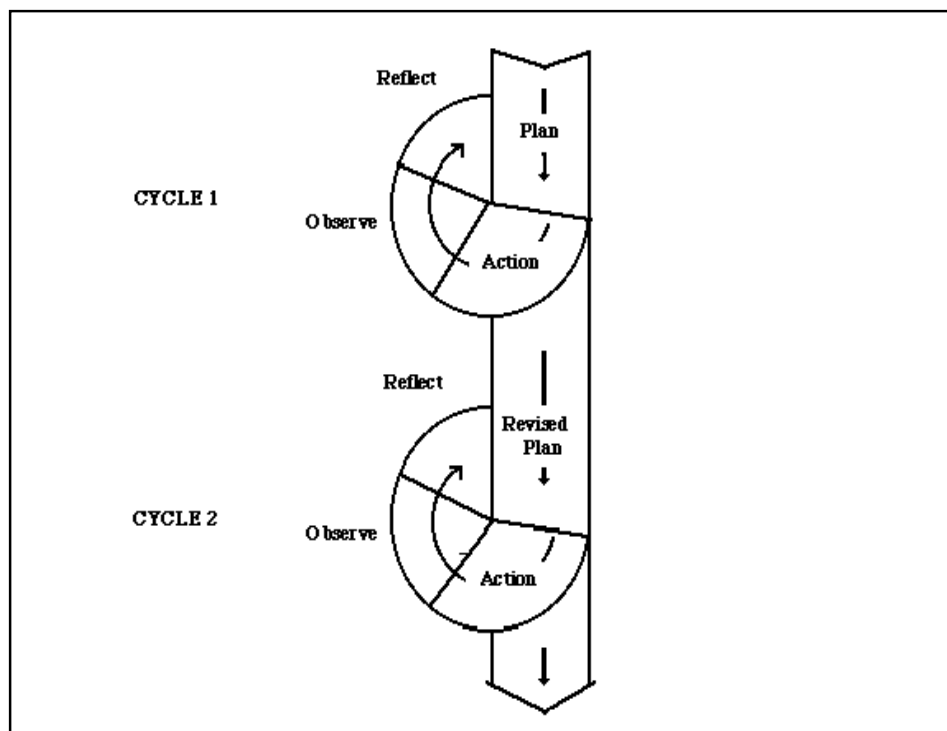 Reflect
Plan
CYCLE 1
Observe
Action
Reflect
Revised
Plan
CYCLE 2
Observe
Action